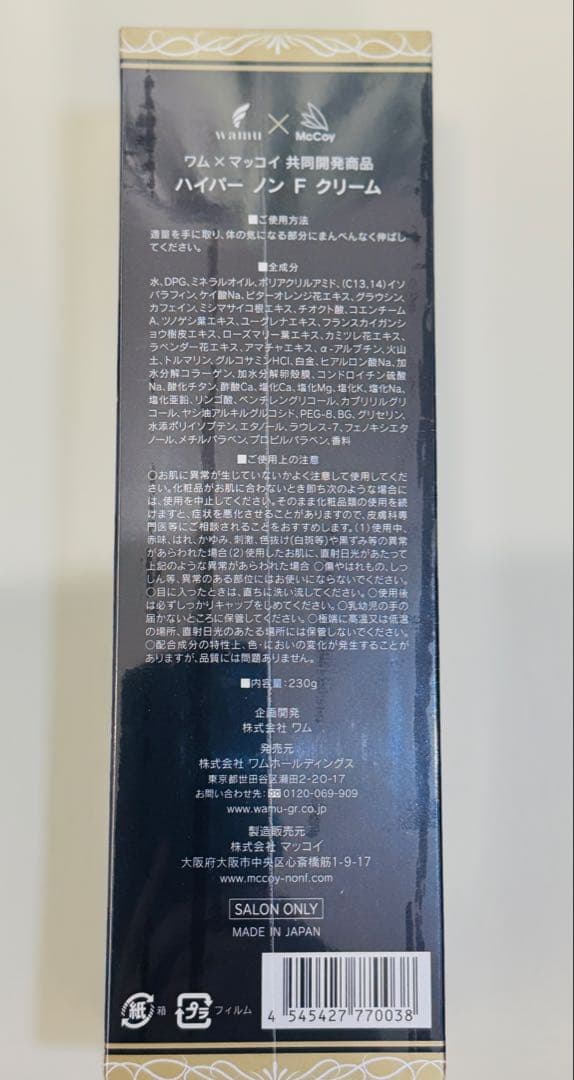 wamu × McCoy
ワム×マッコイ 共同開発商品
ハイパー ノン F クリーム
■ご使用方法
適量を手に取り、体の気になる部分にまんべんなく伸ばし
てください。
■全成分
水、DPG、ミネラルオイル、ポリアクリルアミド、(C13,14)イソ
パラフィン、ケイ酸Na、ビターオレンジ花エキス、グラウシン、
カフェイン、ミシマサイコ根エキス、チオクト酸、コエンチーム
A、ツノゲシ葉エキス、ユーグレナエキス、フランスカイガンシ
ョウ樹皮エキス、ローズマリー葉エキス、カミツレ花エキス、
ラベンダー花エキス、アマチャエキス、α-アルブチン、火山
土、トルマリン、グルコサミンHCl、白金、ヒアルロン酸Na、加
水分解コラーゲン、加水分解卵殻膜、コンドロイチン硫酸
Na、酸化チタン、酢酸Ca、塩化Ca、塩化Mg、塩化K、塩化Na、
塩化亜鉛、リンゴ酸、ペンチレングリコール、カプリリルグリ
コール、ヤシ油アルキルグルコシド、PEG-8、BG、グリセリン、
水添ポリイソブテン、エタノール、ラウレス-7、フェノキシエタ
ノール、メチルパラベン、プロピルパラベン、香料
■ご使用上の注意
○お肌に異常が生じていないかよく注意して使用してくだ
さい。化粧品がお肌に合わないとき即ち次のような場合に
は、使用を中止してください。そのまま化粧品類の使用を続
けますと、症状を悪化させることがありますので、皮膚科専
門医等にご相談されることをおすすめします。(1)使用中、
赤味、はれ、かゆみ、刺激、色抜け(白斑等)や黒ずみ等の異常
があらわれた場合(2)使用したお肌に、直射日光があたって
上記のような異常があらわれた場合 ○傷やはれもの、しっ
しん等、異常のある部位にはお使いにならないでください。
○目に入ったときは、直ちに洗い流してください。○使用後
は必ずしっかりキャップをしめてください。○乳幼児の手の
届かないところに保管してください。○極端に高温又は低温
の場所、直射日光のあたる場所には保管しないでください。
○配合成分の特性上、色・においの変化が発生することが
ありますが、品質には問題ありません。
■内容量:230g
企画開発
株式会社 ワム
発売元
株式会社 ワムホールディングス
東京都世田谷区瀬田2-20-17
お問い合わせ先: 0120-069-909
www.wamu-gr.co.jp
製造販売元
株式会社 マッコイ
大阪府大阪市中央区心斎橋筋1-9-17
www.mccoy-nonf.com
SALON ONLY
MADE IN JAPAN
紙 箱 プラ フィルム
4 545427 770038